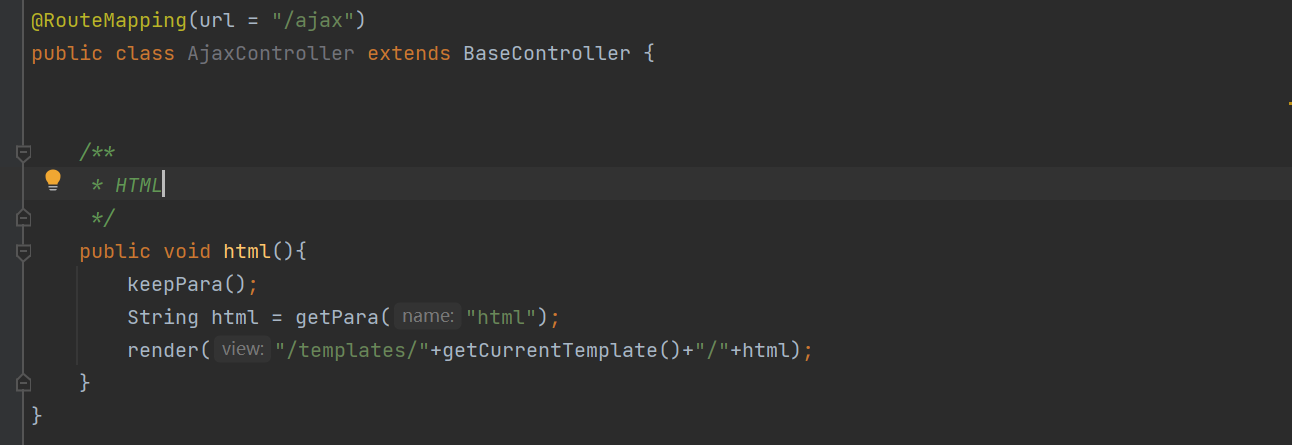 @RouteMapping(url = "/ajax")
public class AjaxController extends BaseController {
/**
* HTML
*/
public void html(){
keepPara();
String html = getPara( name: "html");
render( view: "/templates/"+getCurrentTemplate()+"/"+html);
}
}